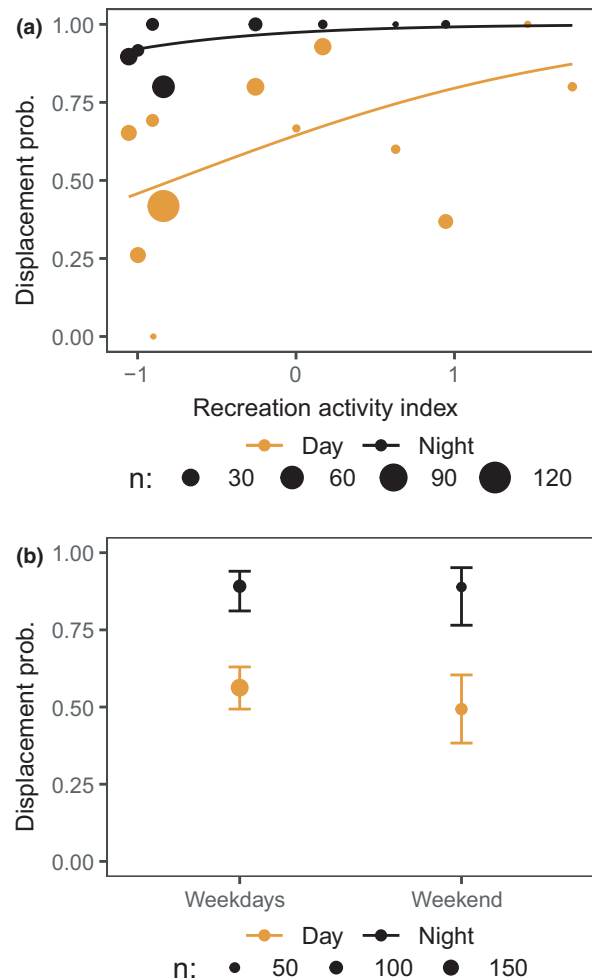 (a)
Displacement prob.
1.00
0.75
0.50
0.25
0.00
−1 0 1
Recreation activity index
Day Night
n: 30 60 90 120
(b)
Displacement prob.
1.00
0.75
0.50
0.25
0.00
Weekdays Weekend
Day Night
n: 50 100 150